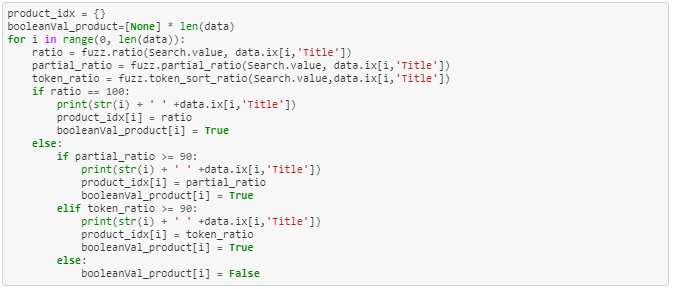 product_idx = {}
booleanVal_product=[None] * len(data)
for i in range(0, len(data)):
    ratio = fuzz.ratio(Search.value, data.ix[i,'Title'])
    partial_ratio = fuzz.partial_ratio(Search.value, data.ix[i,'Title'])
    token_ratio = fuzz.token_sort_ratio(Search.value,data.ix[i,'Title'])
    if ratio == 100:
        print(str(i) + ' ' +data.ix[i,'Title'])
        product_idx[i] = ratio
        booleanVal_product[i] = True
    else:
        if partial_ratio >= 90:
            print(str(i) + ' ' +data.ix[i,'Title'])
            product_idx[i] = partial_ratio
            booleanVal_product[i] = True
        elif token_ratio >= 90:
            print(str(i) + ' ' +data.ix[i,'Title'])
            product_idx[i] = token_ratio
            booleanVal_product[i] = True
        else:
            booleanVal_product[i] = False